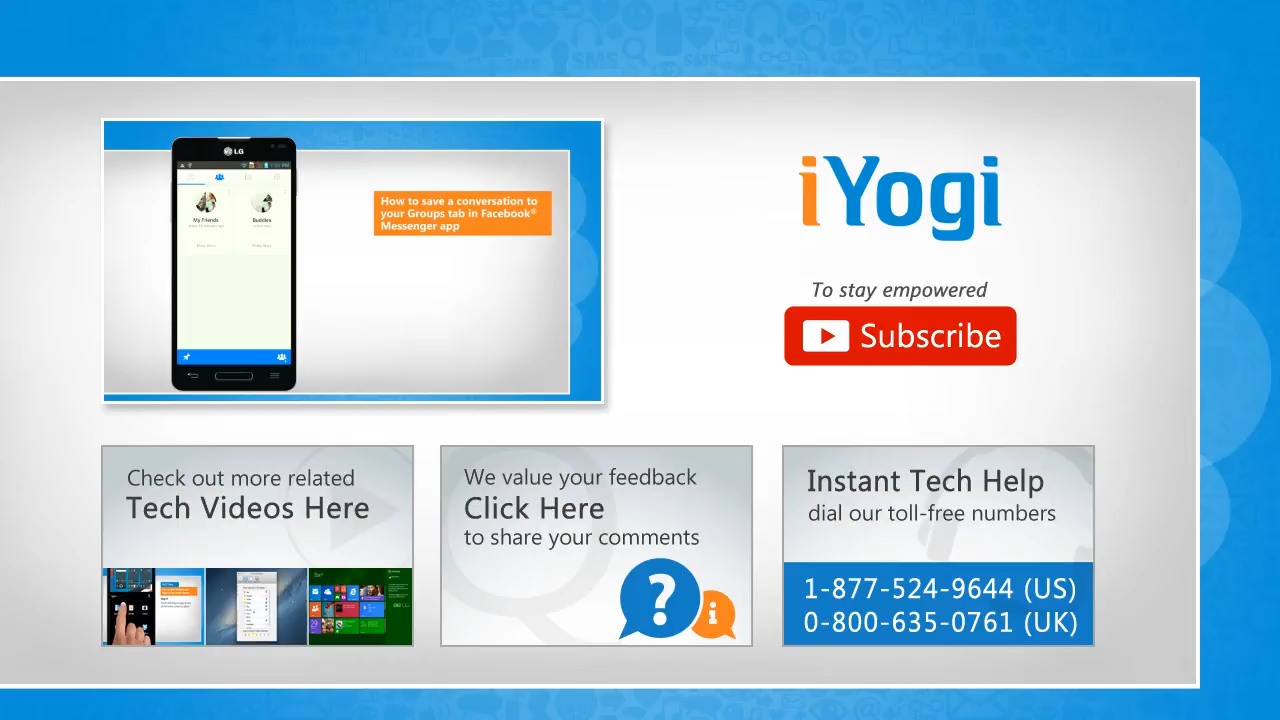 LG
My Friends
Buddies
How to save a conversation to
your Groups tab in Facebook®
Messenger app
iYogi
To stay empowered
Subscribe
Check out more related
Tech Videos Here
We value your feedback
Click Here
to share your comments
?
i
Instant Tech Help
dial our toll-free numbers
1-877-524-9644 (US)
0-800-635-0761 (UK)
SMS
SMS